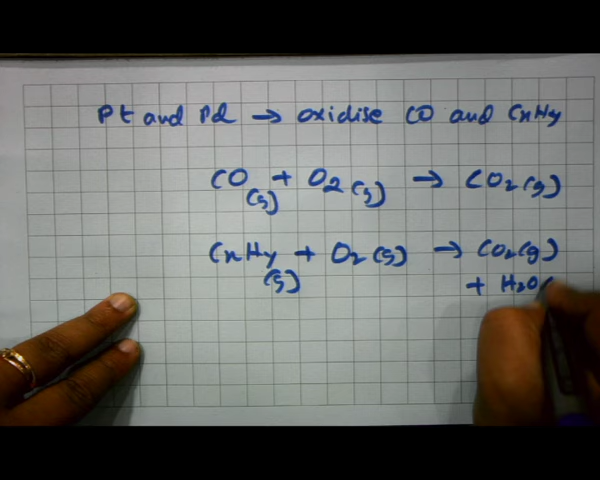 Pt and Pd → oxidise CO and CxHy
CO(g) + O2(g) → CO2(g)
CxHy(g) + O2(g) → CO2(g)
+ H2O(